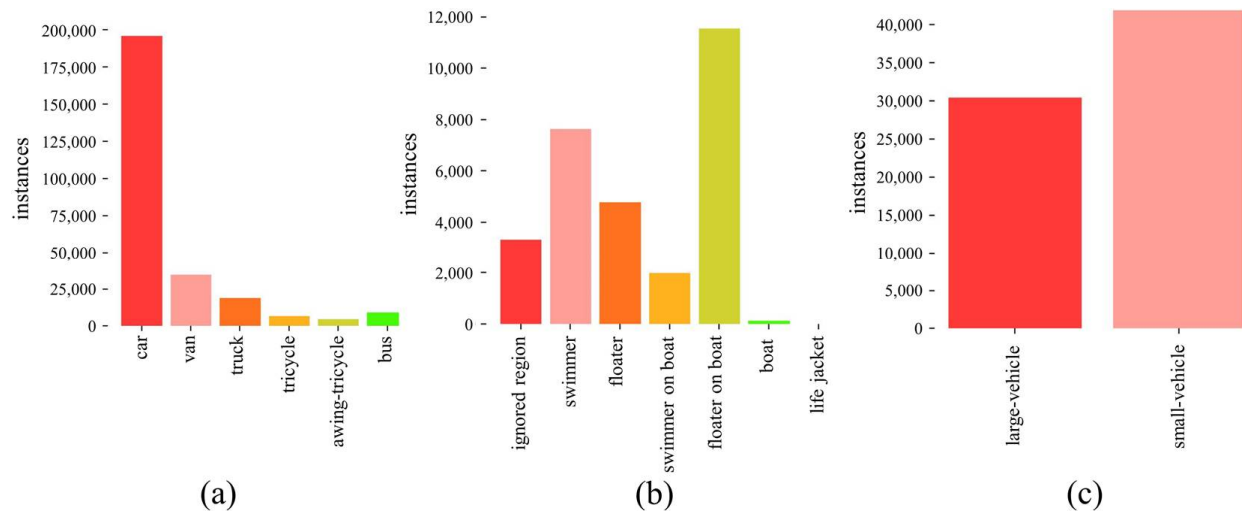 200,000
175,000
150,000
125,000
100,000
75,000
50,000
25,000
0
instances
car
van
truck
tricycle
awing-tricycle
bus
(a)
12,000
10,000
8,000
6,000
4,000
2,000
0
instances
ignored region
swimmer
floater
swimmer on boat
floater on boat
boat
life jacket
(b)
40,000
35,000
30,000
25,000
20,000
15,000
10,000
5,000
0
instances
large-vehicle
small-vehicle
(c)